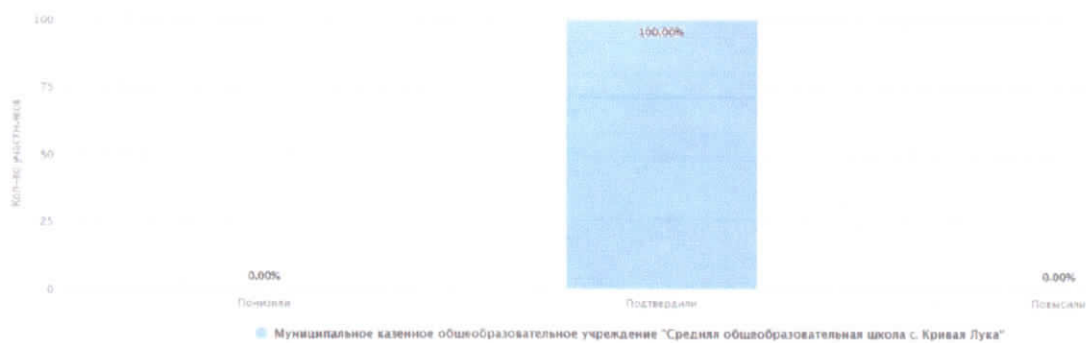 100
100.00%
75
Кол-во участников
50
25
0.00%
0.00%
0
Понизили
Подтвердили
Повысили
Муниципальное казенное общеобразовательное учреждение "Средняя общеобразовательная школа с. Кривая Лука"